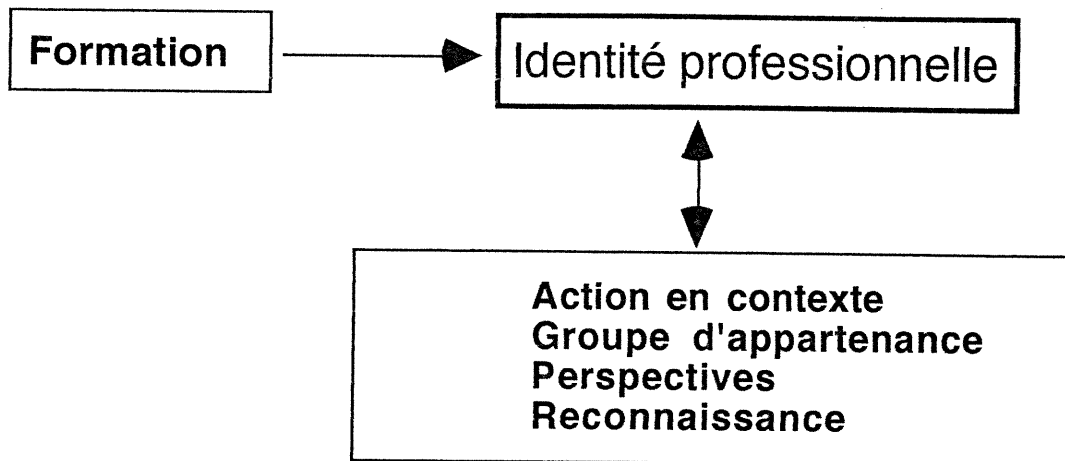 Formation
Identité professionnelle
Action en contexte
Groupe d'appartenance
Perspectives
Reconnaissance